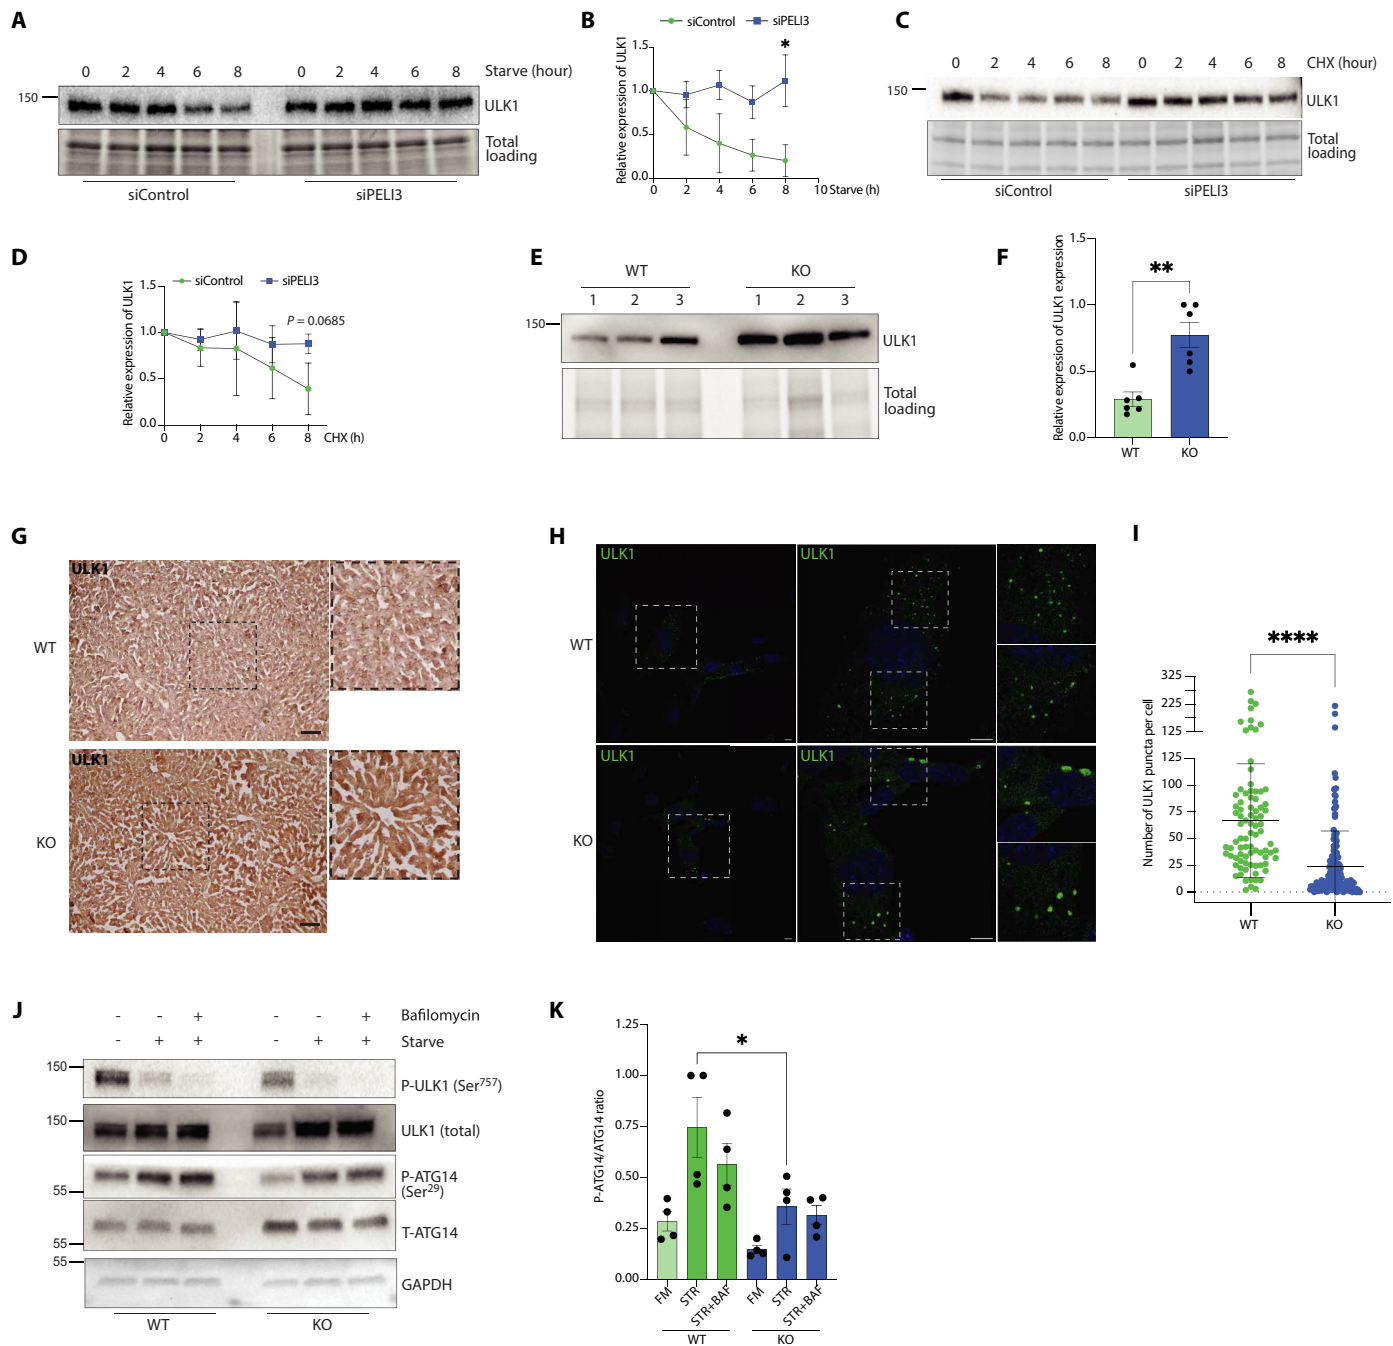 A
0 2 4 6 8 0 2 4 6 8 Starve (hour)
150
ULK1
Total
loading
siControl siPELI3
B
siControl siPELI3
Relative expression of ULK1
1.5
1.0
0.5
0.0
*
0 2 4 6 8 10 Starve (h)
C
0 2 4 6 8 0 2 4 6 8 CHX (hour)
150
ULK1
Total
loading
siControl siPELI3
D
siControl siPELI3
Relative expression of ULK1
1.5
1.0
0.5
0.0
P = 0.0685
0 2 4 6 8 CHX (h)
E
WT KO
1 2 3 1 2 3
150
ULK1
Total
loading
F
Relative expression of ULK1 expression
1.5
1.0
0.5
0.0
**
WT KO
G
ULK1
WT
ULK1
KO
H
ULK1 ULK1
WT
ULK1 ULK1
KO
I
****
Number of ULK1 puncta per cell
325
225
125
125
100
75
50
25
0
WT KO
J
- - + - - + Bafilomycin
- + + - + + Starve
150
P-ULK1 (Ser757)
150
ULK1 (total)
P-ATG14
55 (Ser29)
T-ATG14
55
55
GAPDH
WT KO
K
P-ATG14/ATG14 ratio
1.25
1.00
0.75
0.50
0.25
0.00
*
FM STR STR+BAF FM STR STR+BAF
WT KO